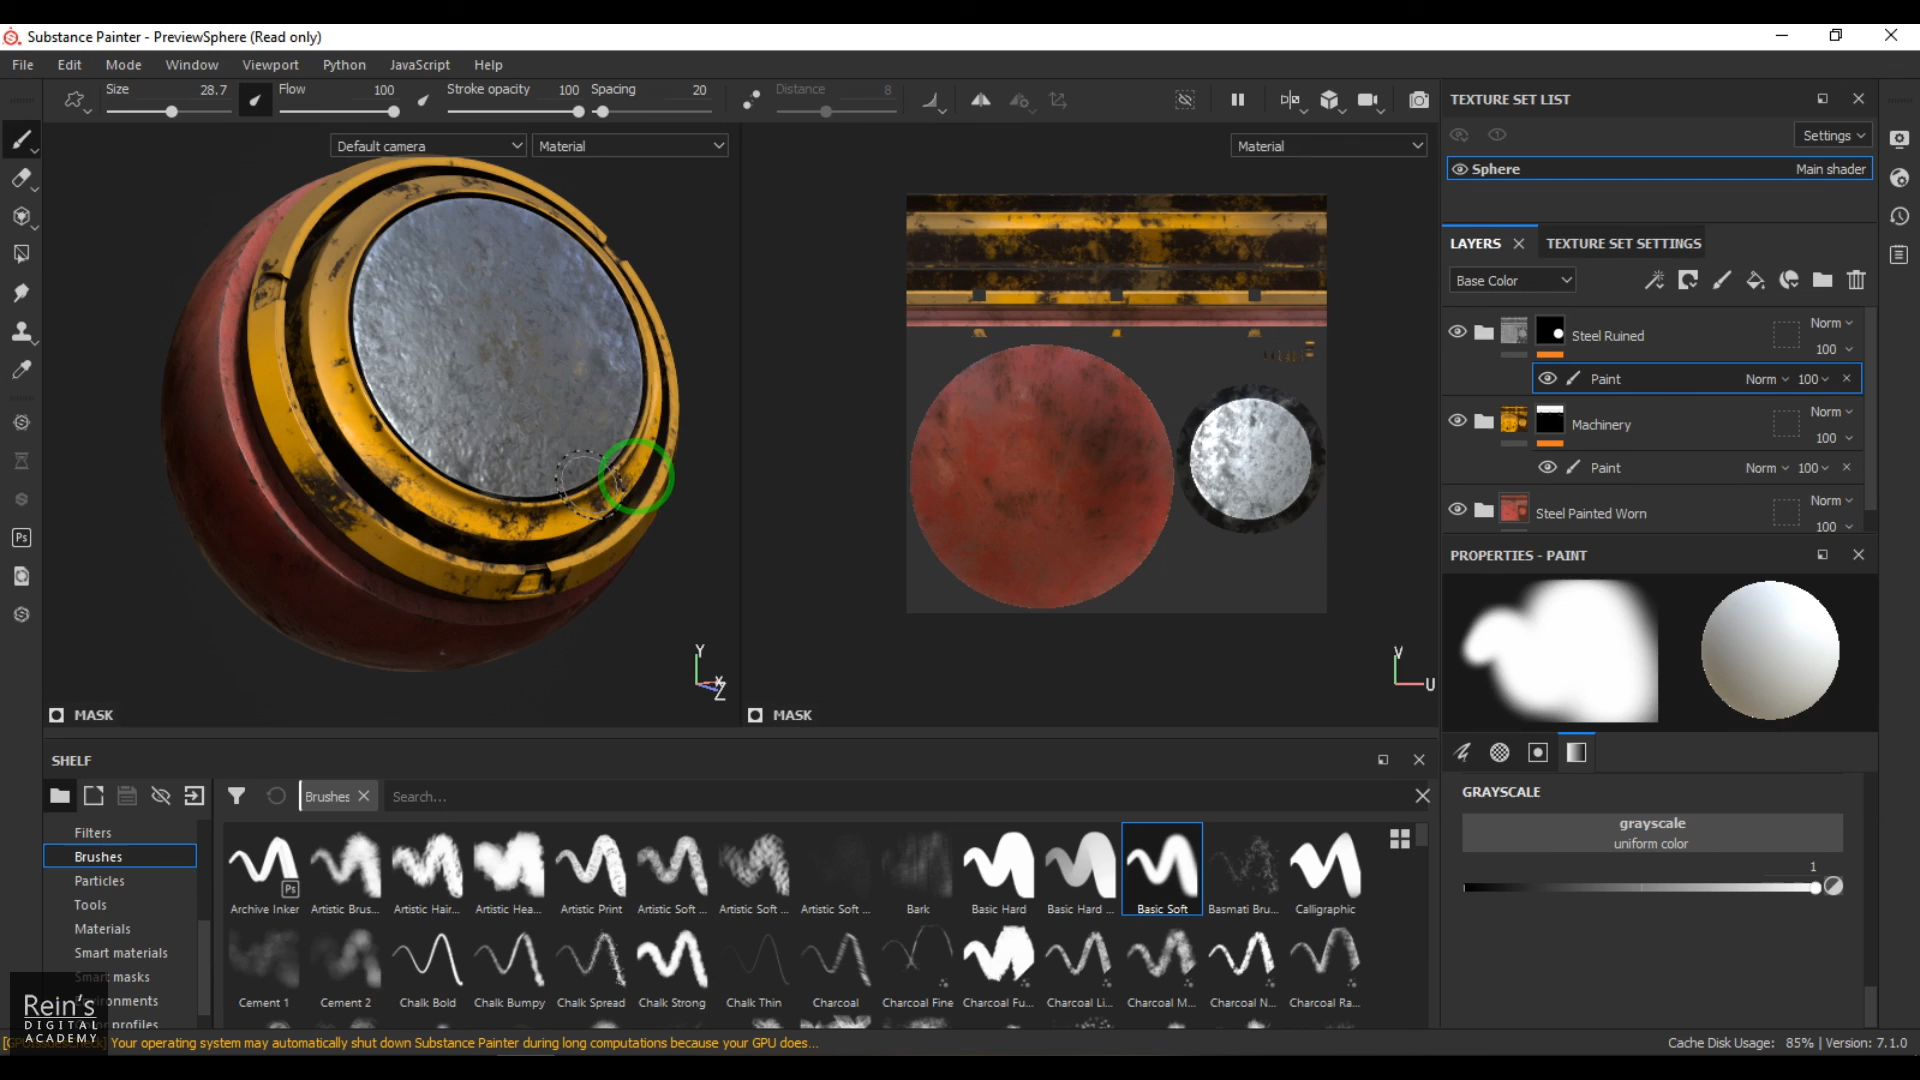 Substance Painter - PreviewSphere (Read only)
File Edit Mode Window Viewport Python JavaScript Help
Size 28.7 Flow 100 Stroke opacity 100 Spacing 20 Distance 8
Default camera Material
Material
TEXTURE SET LIST
Settings
Sphere Main shader
LAYERS TEXTURE SET SETTINGS
Base Color
Steel Ruined Norm 100
Paint Norm 100
Machinery Norm 100
Paint Norm 100
Steel Painted Worn Norm 100
PROPERTIES - PAINT
Ps
Y
X
Z
V
U
MASK
MASK
GRAYSCALE
grayscale
uniform color
1
SHELF
Brushes Search...
Filters
Brushes
Particles
Tools
Materials
Smart materials
Smart masks
Ps
Archive Inker Artistic Brus... Artistic Hair... Artistic Hea... Artistic Print Artistic Soft ... Artistic Soft ... Artistic Soft ... Bark Basic Hard Basic Hard ... Basic Soft Basmati Bru... Calligraphic
Cement 1 Cement 2 Chalk Bold Chalk Bumpy Chalk Spread Chalk Strong Chalk Thin Charcoal Charcoal Fine Charcoal Fu... Charcoal Li... Charcoal M... Charcoal N... Charcoal Ra...
Rein's
DIGITAL
ACADEMY
Your operating system may automatically shut down Substance Painter during long computations because your GPU does...
Cache Disk Usage: 85% | Version: 7.1.0